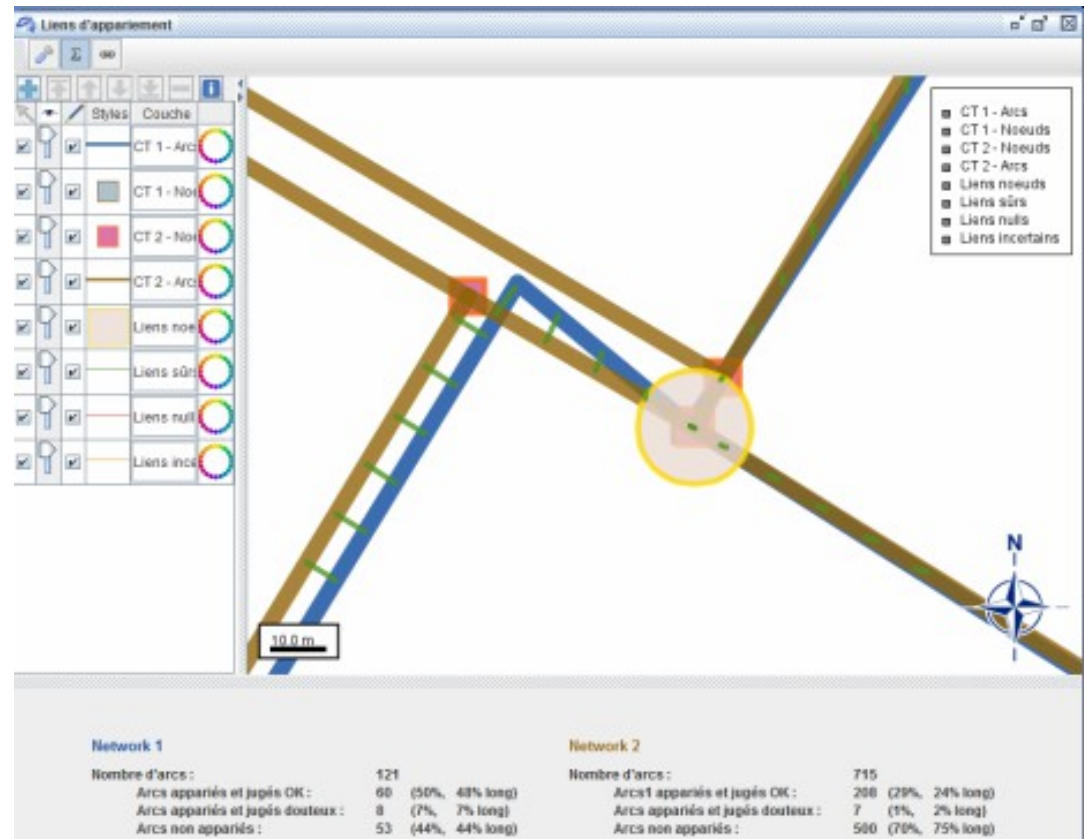 Liens d'appariement
Σ
Styles Couche
CT 1 - Arc
CT 1 - Noe
CT 2 - Noe
CT 2 - Arc
Liens noe
Liens sûrs
Liens null
Liens ince
CT 1 - Arcs
CT 1 - Noeuds
CT 2 - Noeuds
CT 2 - Arcs
Liens noeuds
Liens sûrs
Liens nulls
Liens incertains
N
10.0 m
Network 1
Nombre d'arcs : 121
Arcs appariés et jugés OK : 60 (50%, 48% long)
Arcs appariés et jugés douteux : 8 (7%, 7% long)
Arcs non appariés : 53 (44%, 44% long)
Network 2
Nombre d'arcs : 715
Arcs1 appariés et jugés OK : 208 (29%, 24% long)
Arcs appariés et jugés douteux : 7 (1%, 2% long)
Arcs non appariés : 500 (70%, 75% long)